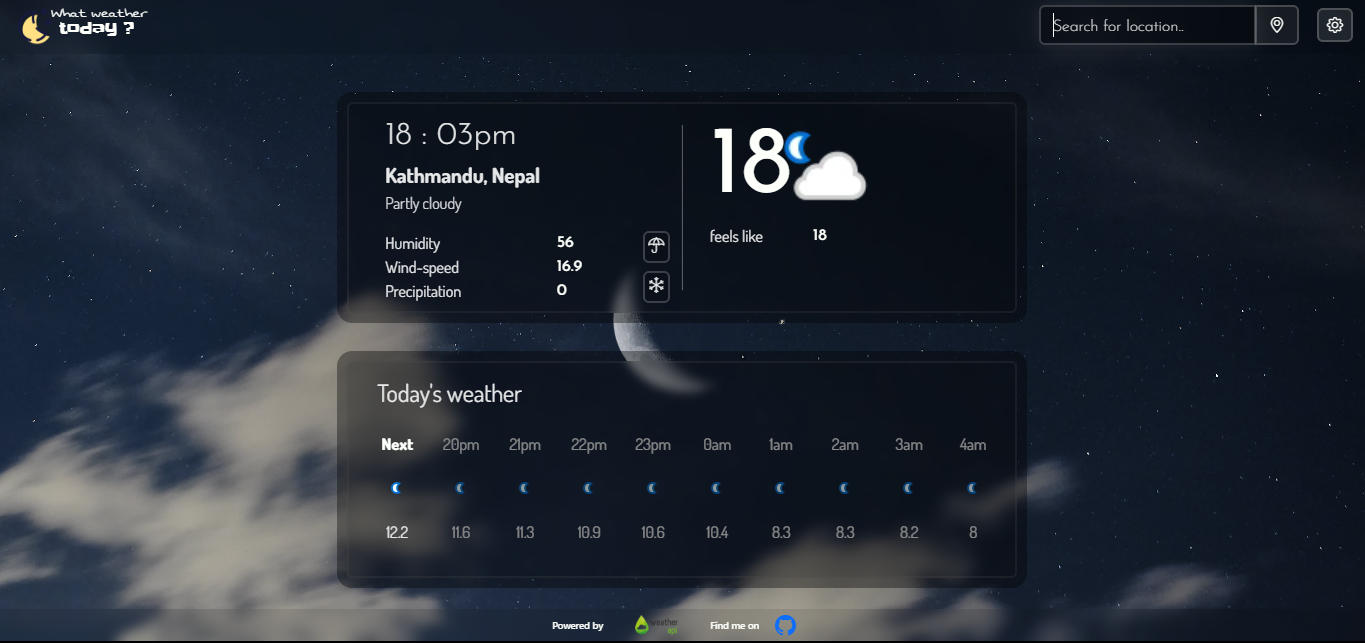 What weather
today ?
Search for location..
18 : 03pm
Kathmandu, Nepal
Partly cloudy
Humidity 56
Wind-speed 16.9
Precipitation 0
18
feels like 18
Today's weather
Next 20pm 21pm 22pm 23pm 0am 1am 2am 3am 4am
12.2 11.6 11.3 10.9 10.6 10.4 8.3 8.3 8.2 8
Powered by weather api Find me on